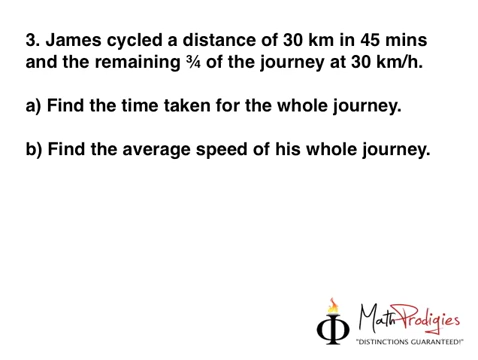 3. James cycled a distance of 30 km in 45 mins
and the remaining ¾ of the journey at 30 km/h.
a) Find the time taken for the whole journey.
b) Find the average speed of his whole journey.
Math Prodigies
"DISTINCTIONS GUARANTEED!"